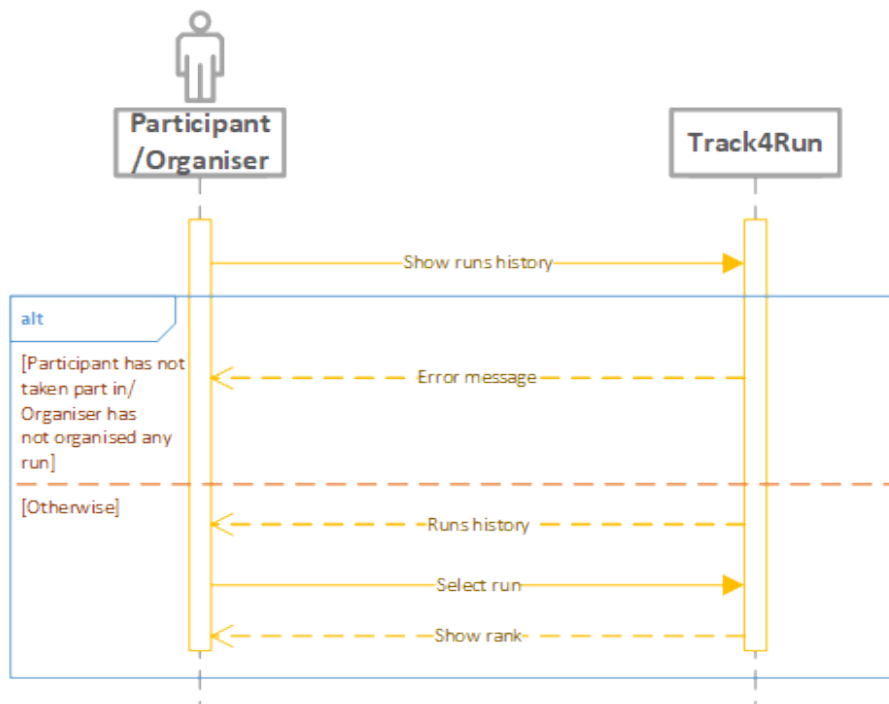 Participant
/Organiser
Track4Run
Show runs history
alt
[Participant has not
taken part in/
Organiser has
not organised any
run]
Error message
[Otherwise]
Runs history
Select run
Show rank